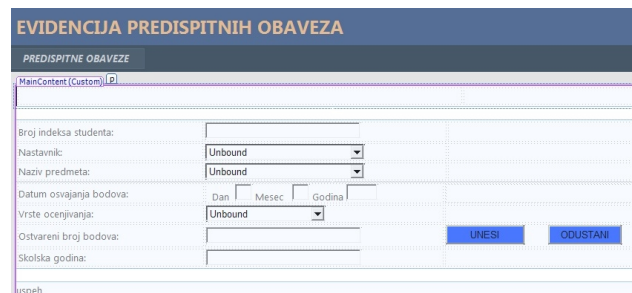 EVIDENCIJA PREDISPITNIH OBAVEZA
PREDISPITNE OBAVEZE
MainContent (Custom) P
Broj indeksa studenta:
Nastavnik: Unbound
Naziv predmeta: Unbound
Datum osvajanja bodova: Dan Mesec Godina
Vrste ocenjivanja: Unbound
Ostvareni broj bodova: UNESI ODUSTANI
Skolska godina:
uspeh